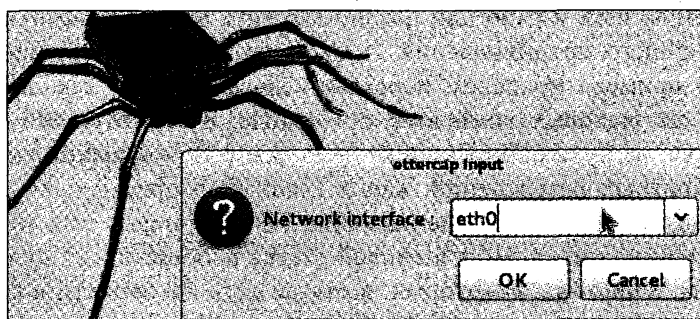 ettercap Input
?
Network interface :
eth0
OK
Cancel